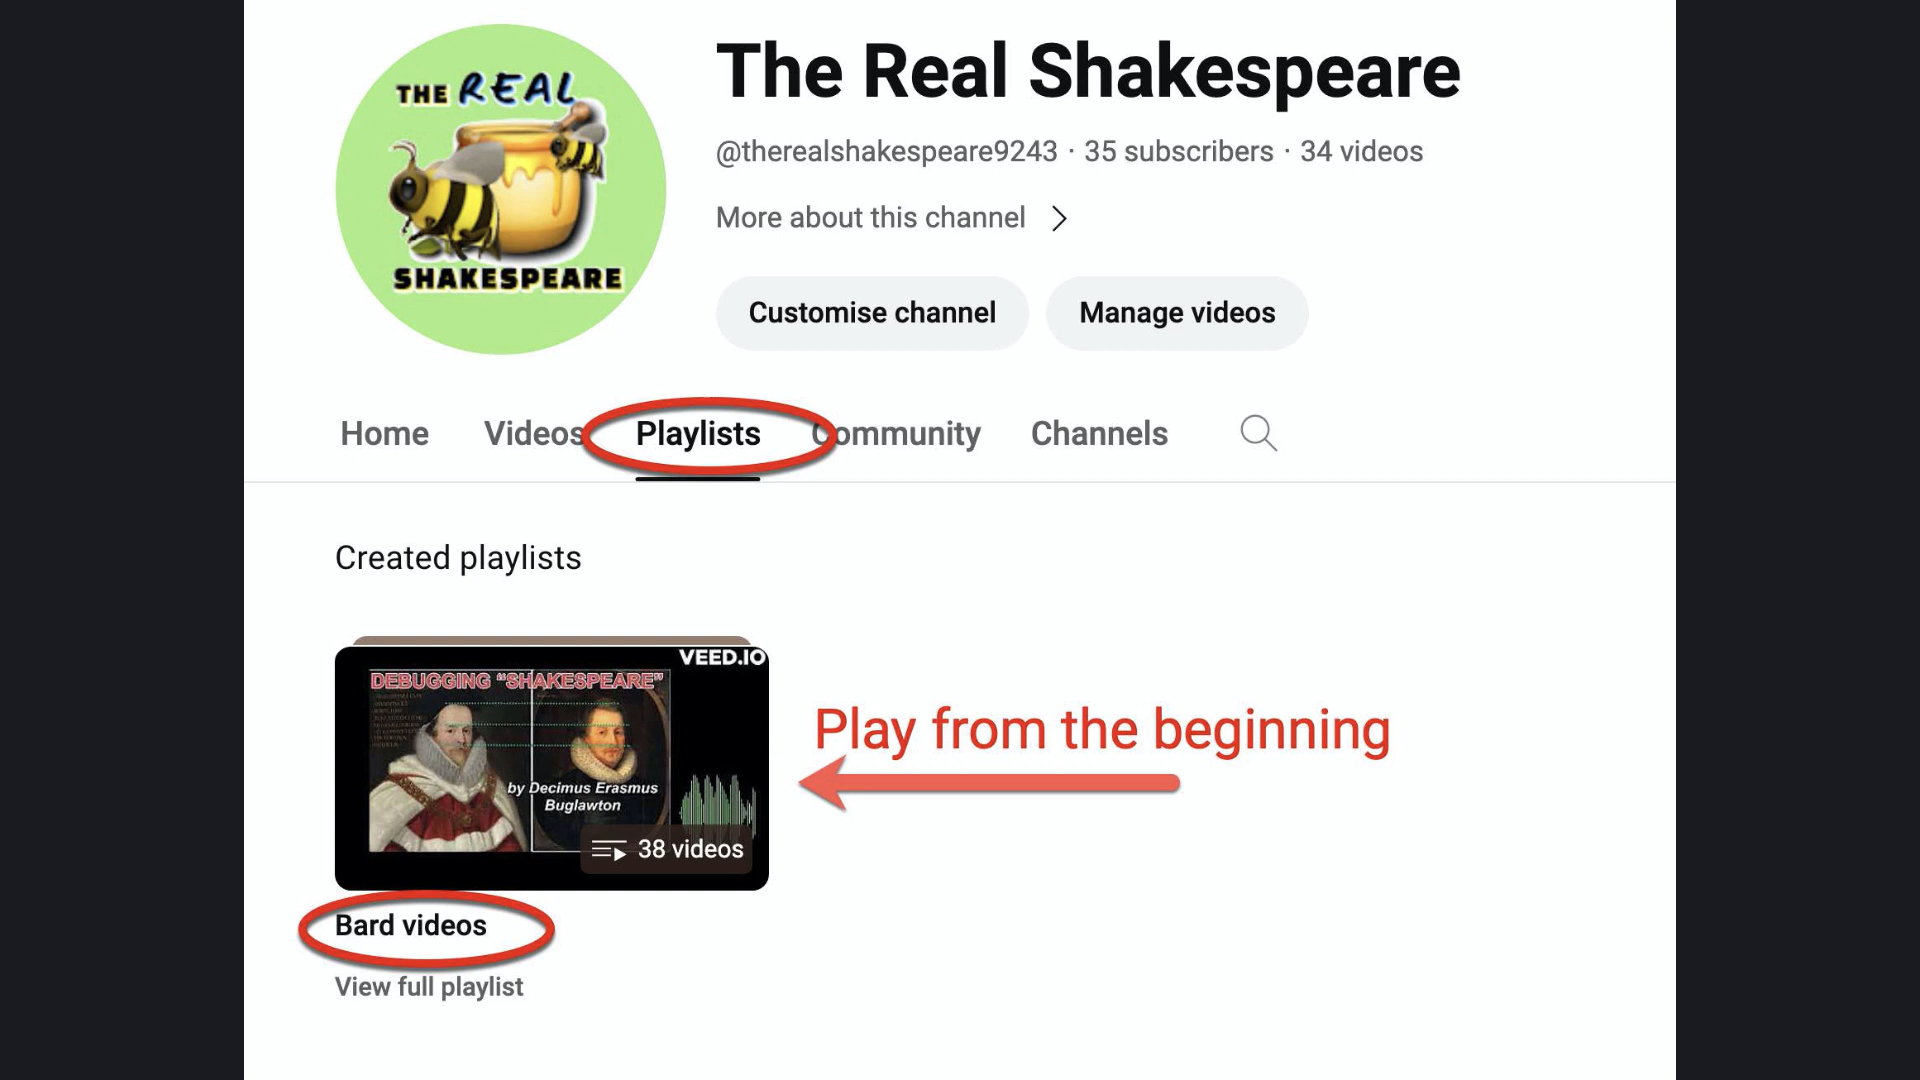 THE REAL
SHAKESPEARE
The Real Shakespeare
@therealshakespeare9243 · 35 subscribers · 34 videos
More about this channel
Customise channel
Manage videos
Home
Videos
Playlists
Community
Channels
Created playlists
VEED.IO
DEBUGGING “SHAKESPEARE”
by Decimus Erasmus
Buglawton
38 videos
Play from the beginning
Bard videos
View full playlist